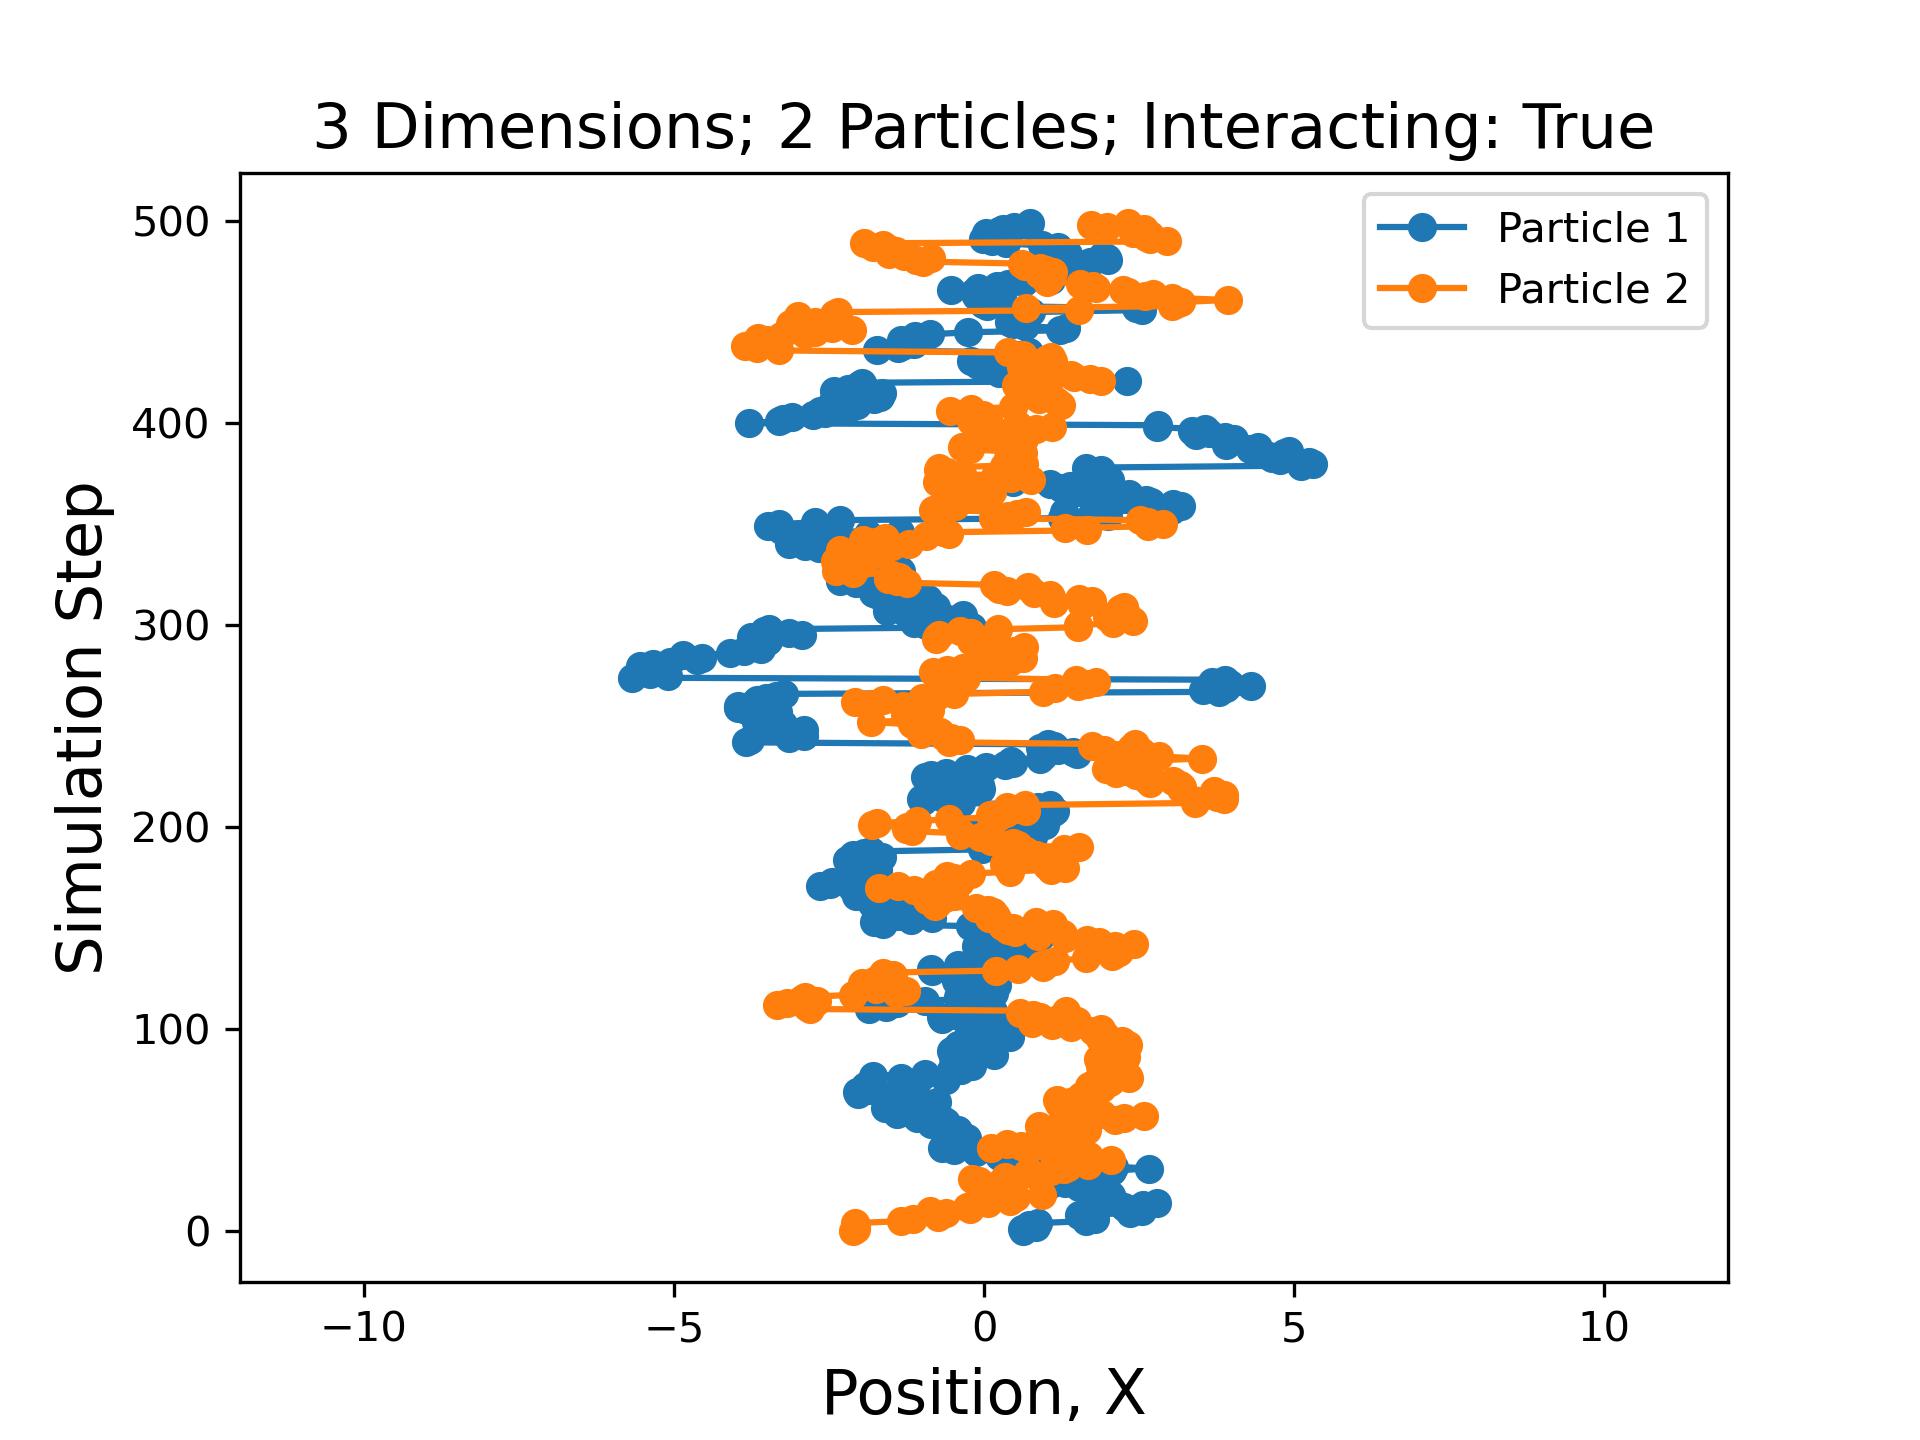 3 Dimensions; 2 Particles; Interacting: True
Particle 1
Particle 2
Simulation Step
500
400
300
200
100
0
−10
−5
0
5
10
Position, X